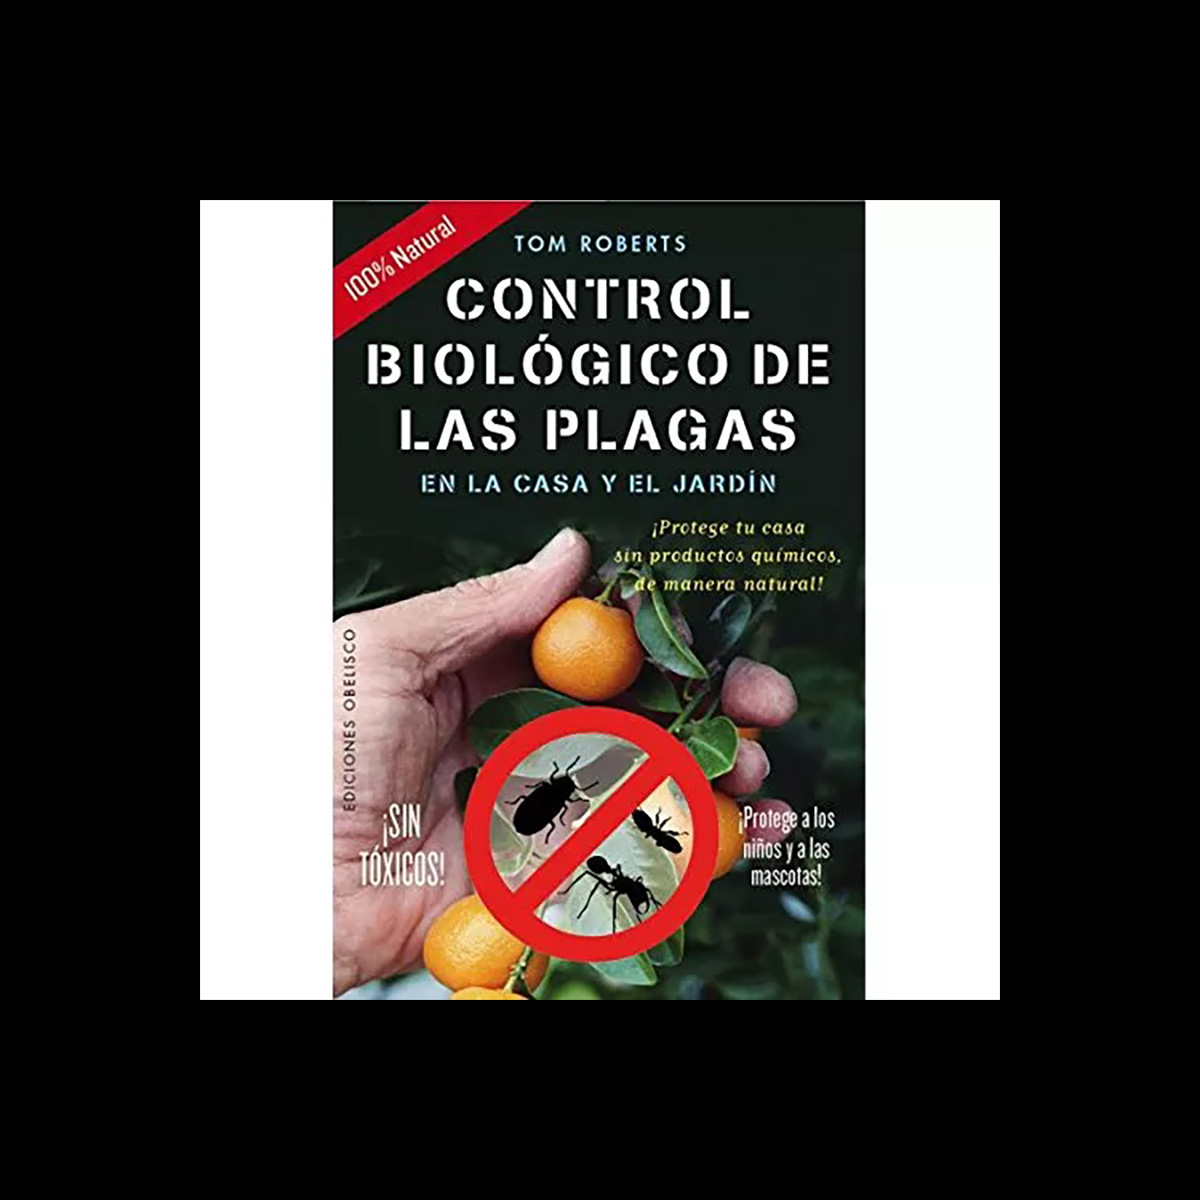 100% Natural
TOM ROBERTS
CONTROL
BIOLÓGICO DE
LAS PLAGAS
EN LA CASA Y EL JARDÍN
¡Protege tu casa
sin productos químicos,
de manera natural!
EDICIONES OBELISCO
¡SIN
TÓXICOS!
¡Protege a los
niños y a las
mascotas!